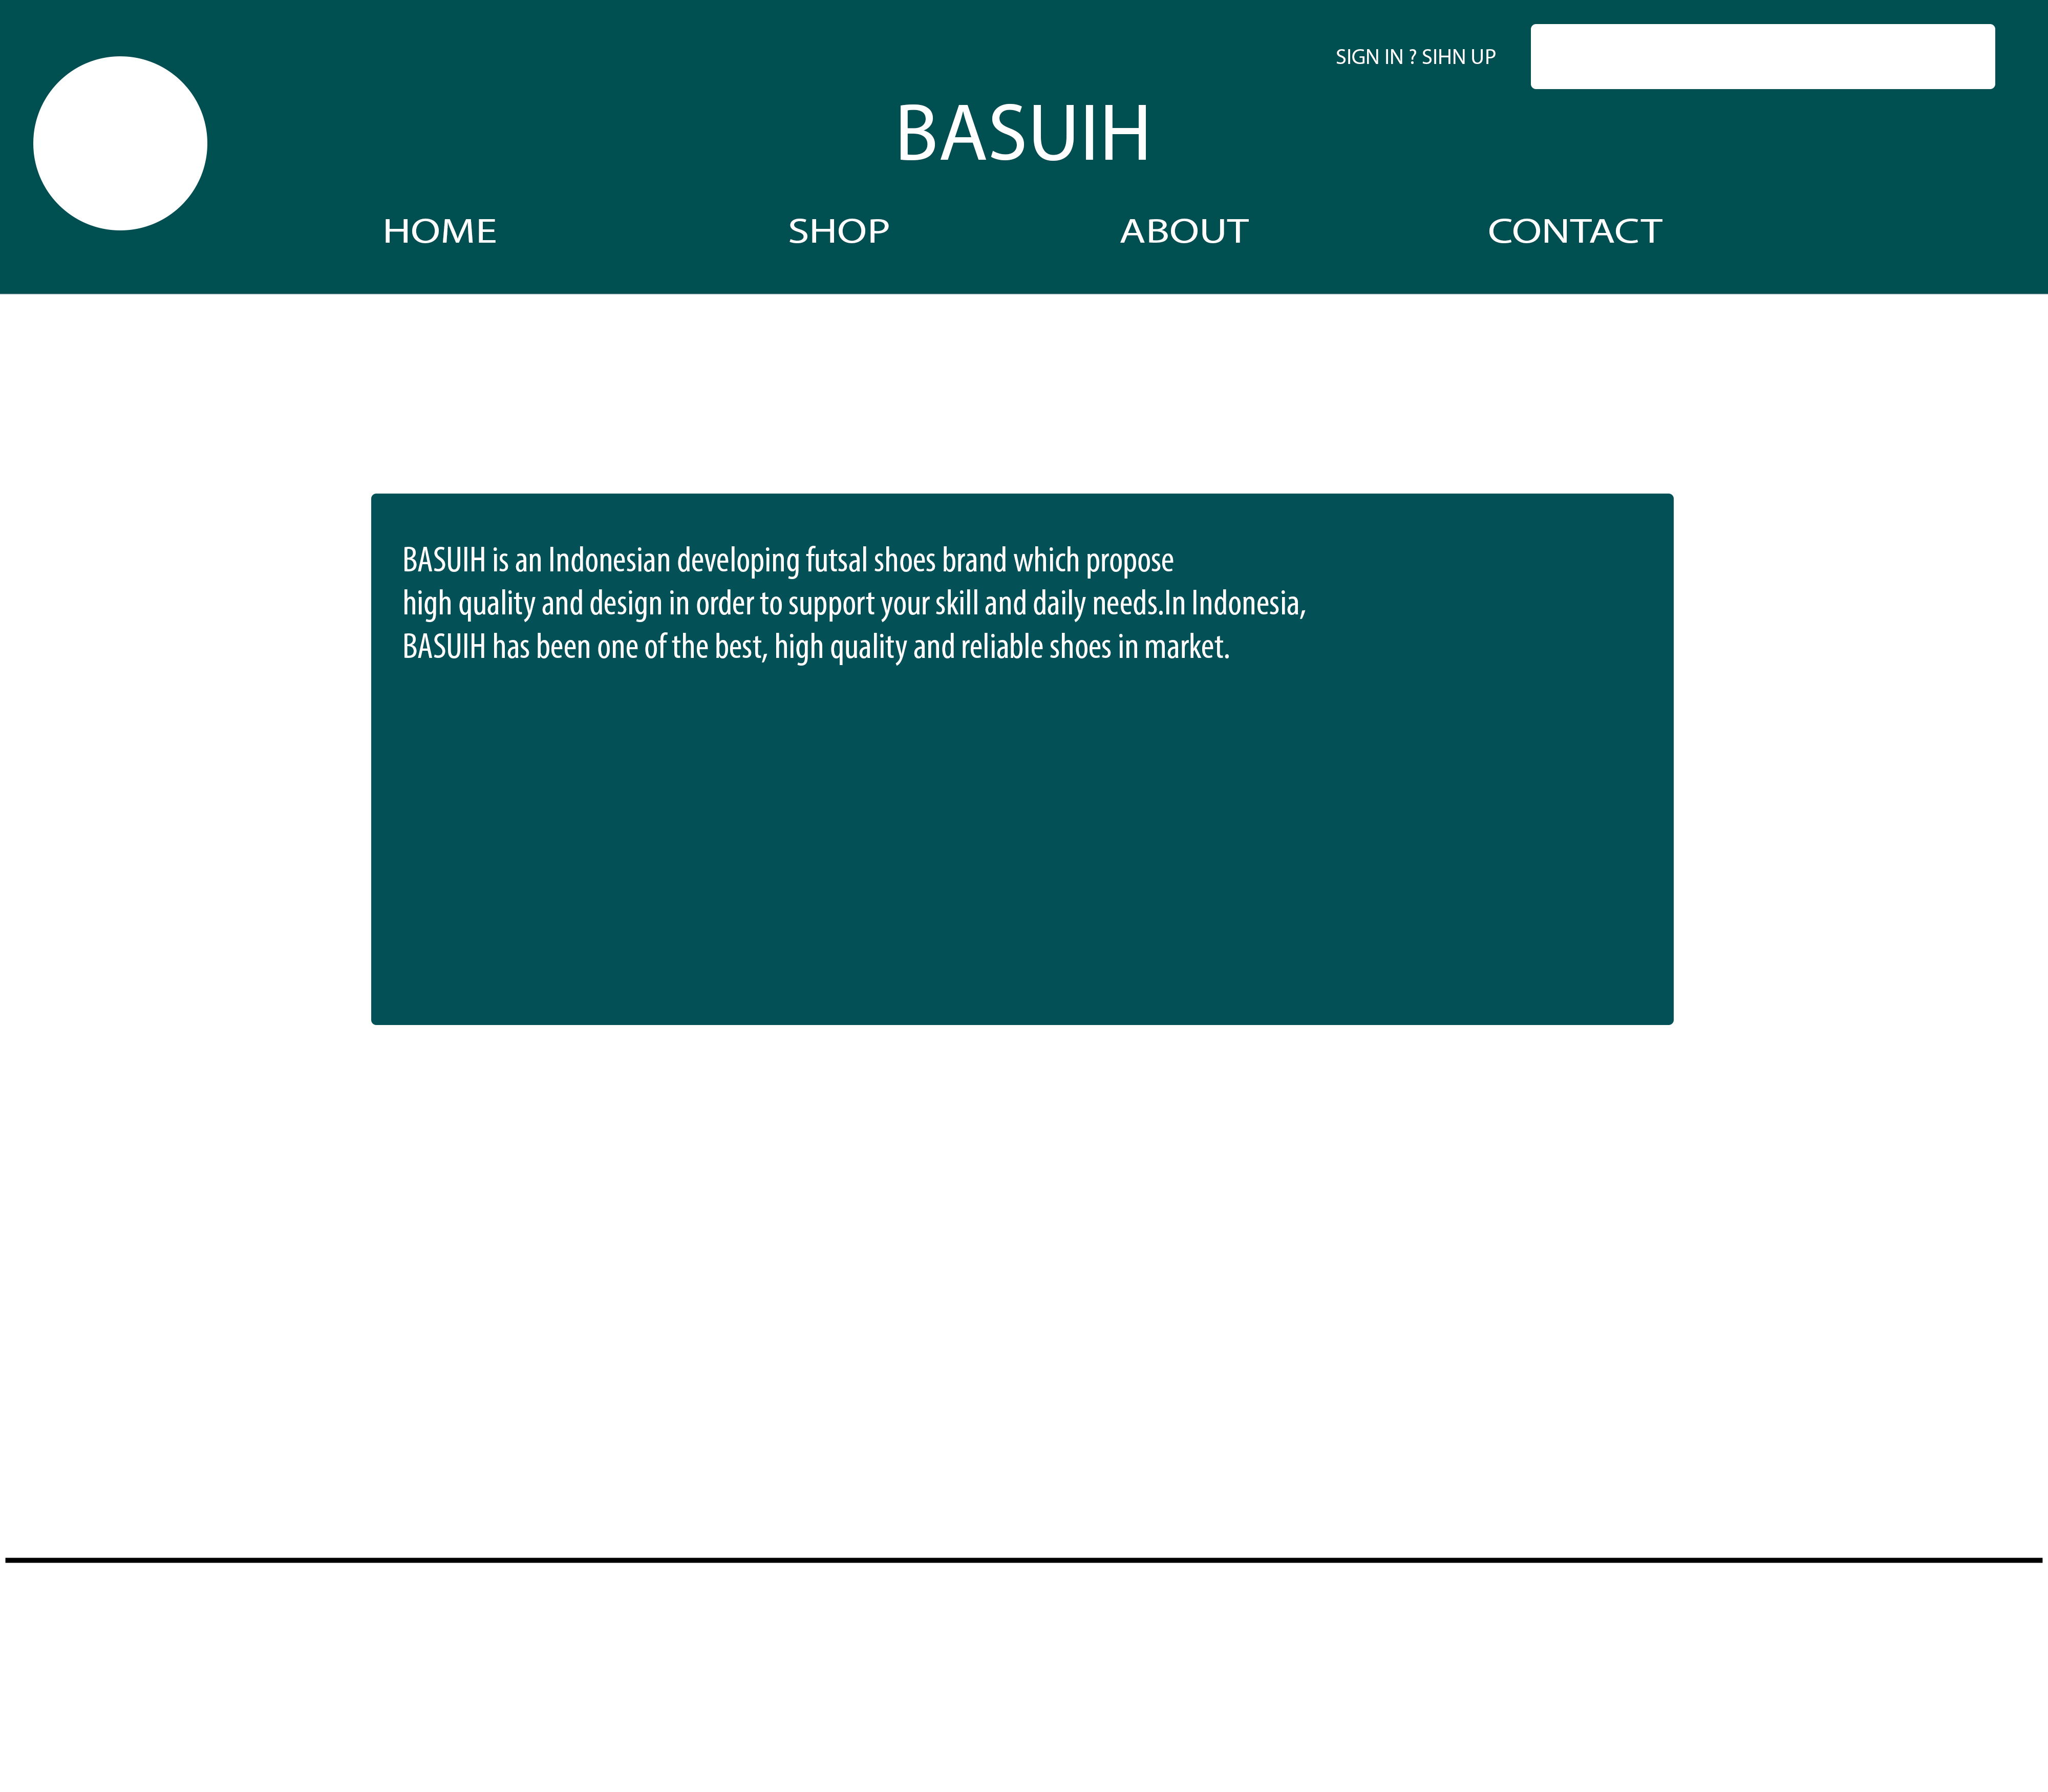 SIGN IN ? SIHN UP
BASUIH
HOME SHOP ABOUT CONTACT
BASUIH is an Indonesian developing futsal shoes brand which propose
high quality and design in order to support your skill and daily needs.In Indonesia,
BASUIH has been one of the best, high quality and reliable shoes in market.